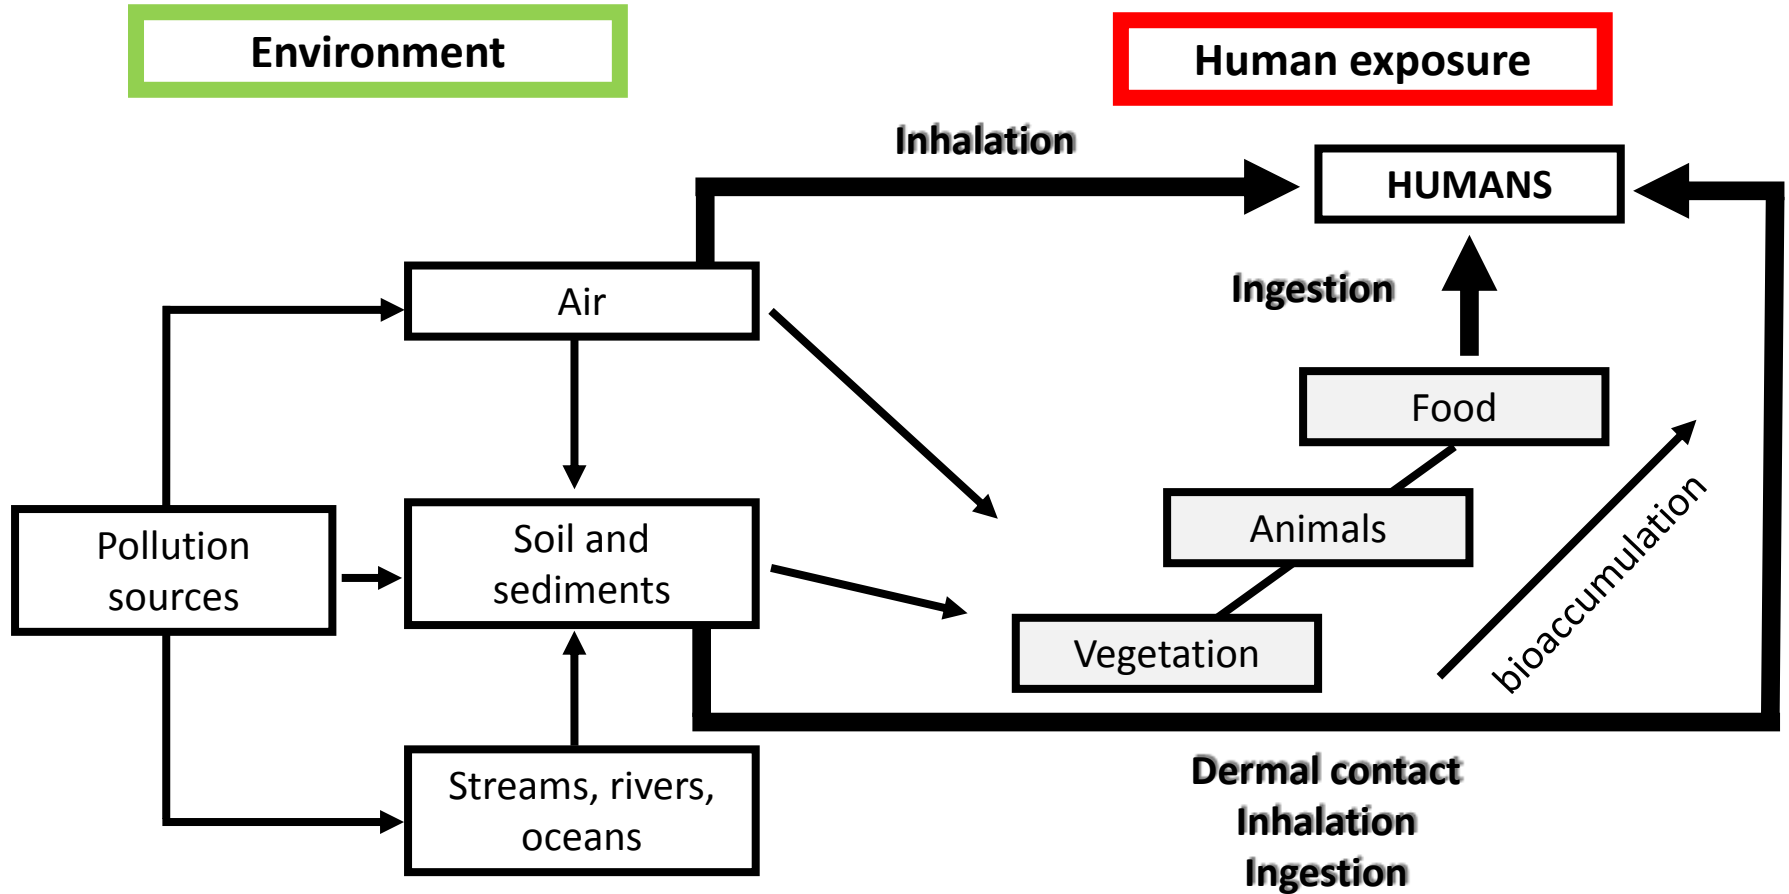 Environment
Human exposure
Inhalation
HUMANS
Ingestion
Air
Food
Pollution
sources
Soil and
sediments
Animals
bioaccumulation
Vegetation
Streams, rivers,
oceans
Dermal contact
Inhalation
Ingestion